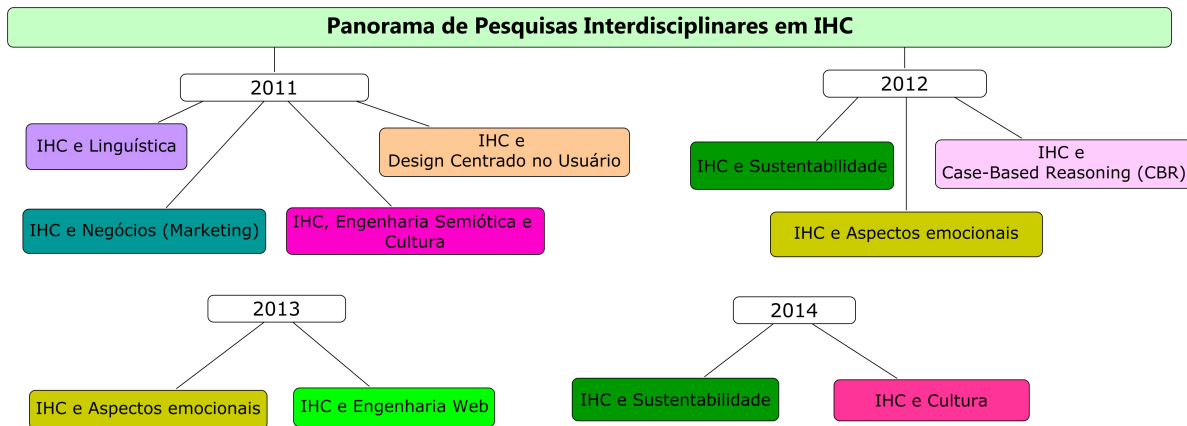 Panorama de Pesquisas Interdisciplinares em IHC
2011
2012
IHC e Linguística
IHC e
Design Centrado no Usuário
IHC e Sustentabilidade
IHC e
Case-Based Reasoning (CBR)
IHC e Negócios (Marketing)
IHC, Engenharia Semiótica e
Cultura
IHC e Aspectos emocionais
2013
2014
IHC e Aspectos emocionais
IHC e Engenharia Web
IHC e Sustentabilidade
IHC e Cultura